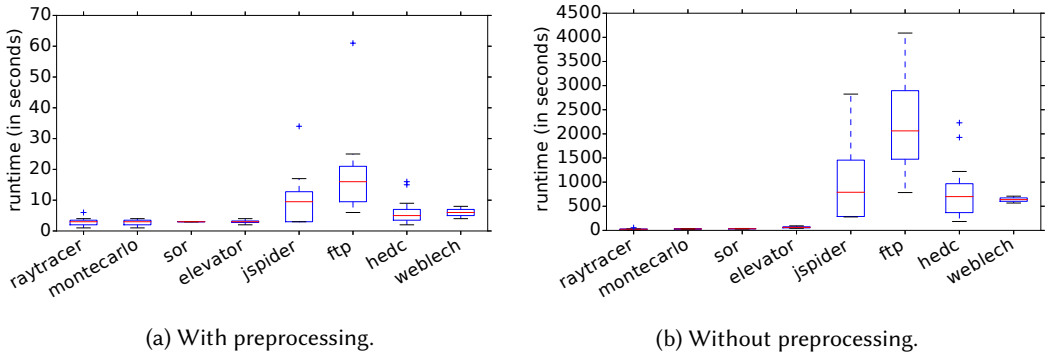 70
60
50
40
30
20
10
0
runtime (in seconds)
raytracer
montecarlo
sor
elevator
jspider
ftp
hedc
weblech
(a) With preprocessing.
4500
4000
3500
3000
2500
2000
1500
1000
500
0
runtime (in seconds)
raytracer
montecarlo
sor
elevator
jspider
ftp
hedc
weblech
(b) Without preprocessing.